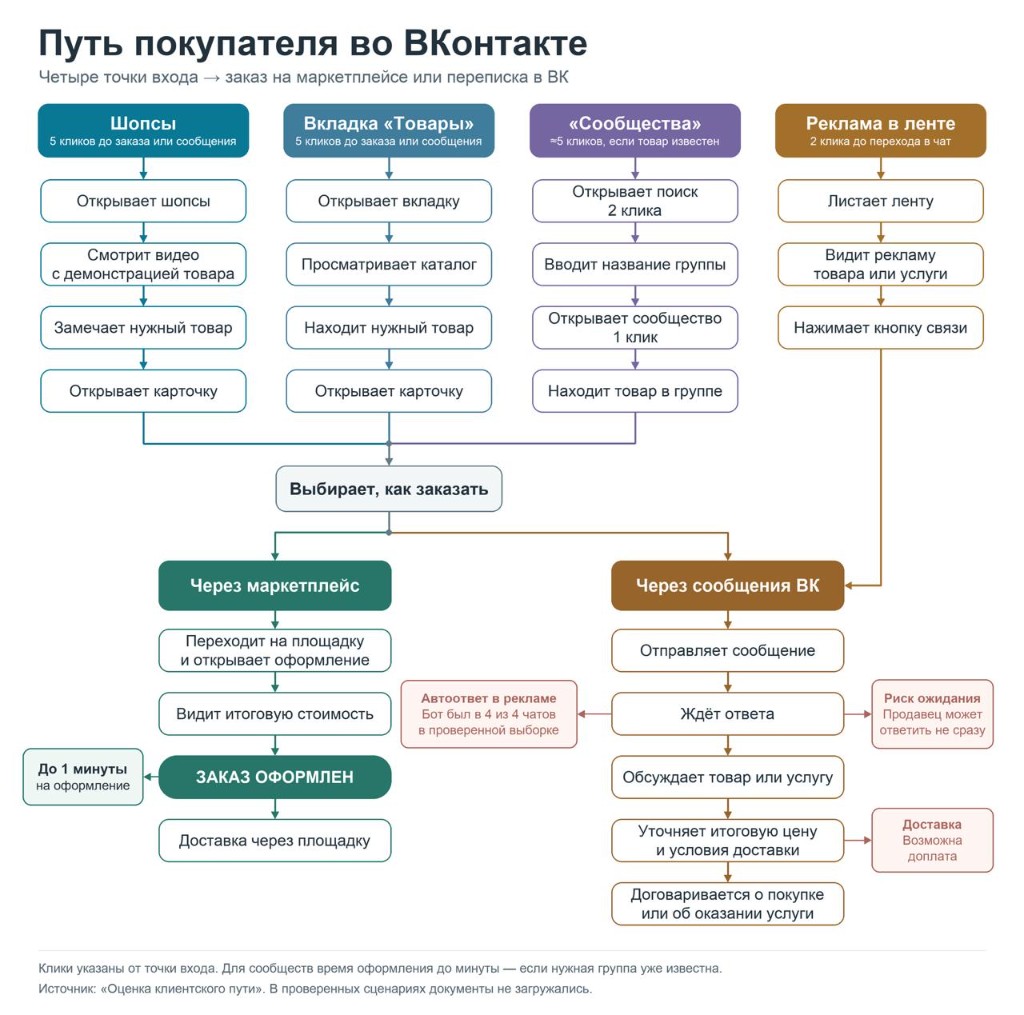 Путь покупателя во ВКонтакте
Четыре точки входа → заказ на маркетплейсе или переписка в ВК
Шопсы
5 кликов до заказа или сообщения
Открывает шопсы
Смотрит видео
с демонстрацией товара
Замечает нужный товар
Открывает карточку
Вкладка «Товары»
5 кликов до заказа или сообщения
Открывает вкладку
Просматривает каталог
Находит нужный товар
Открывает карточку
«Сообщества»
≈5 кликов, если товар известен
Открывает поиск
2 клика
Вводит название группы
Открывает сообщество
1 клик
Находит товар в группе
Реклама в ленте
2 клика до перехода в чат
Листает ленту
Видит рекламу
товара или услуги
Нажимает кнопку связи
Выбирает, как заказать
Через маркетплейс
Переходит на площадку
и открывает оформление
Видит итоговую стоимость
ЗАКАЗ ОФОРМЛЕН
До 1 минуты
на оформление
Доставка через площадку
Через сообщения ВК
Отправляет сообщение
Ждёт ответа
Автоответ в рекламе
Бот был в 4 из 4 чатов
в проверенной выборке
Риск ожидания
Продавец может
ответить не сразу
Обсуждает товар или услугу
Уточняет итоговую цену
и условия доставки
Доставка
Возможна
доплата
Договаривается о покупке
или об оказании услуги
Клики указаны от точки входа. Для сообществ время оформления до минуты — если нужная группа уже известна.
Источник: «Оценка клиентского пути». В проверенных сценариях документы не загружались.